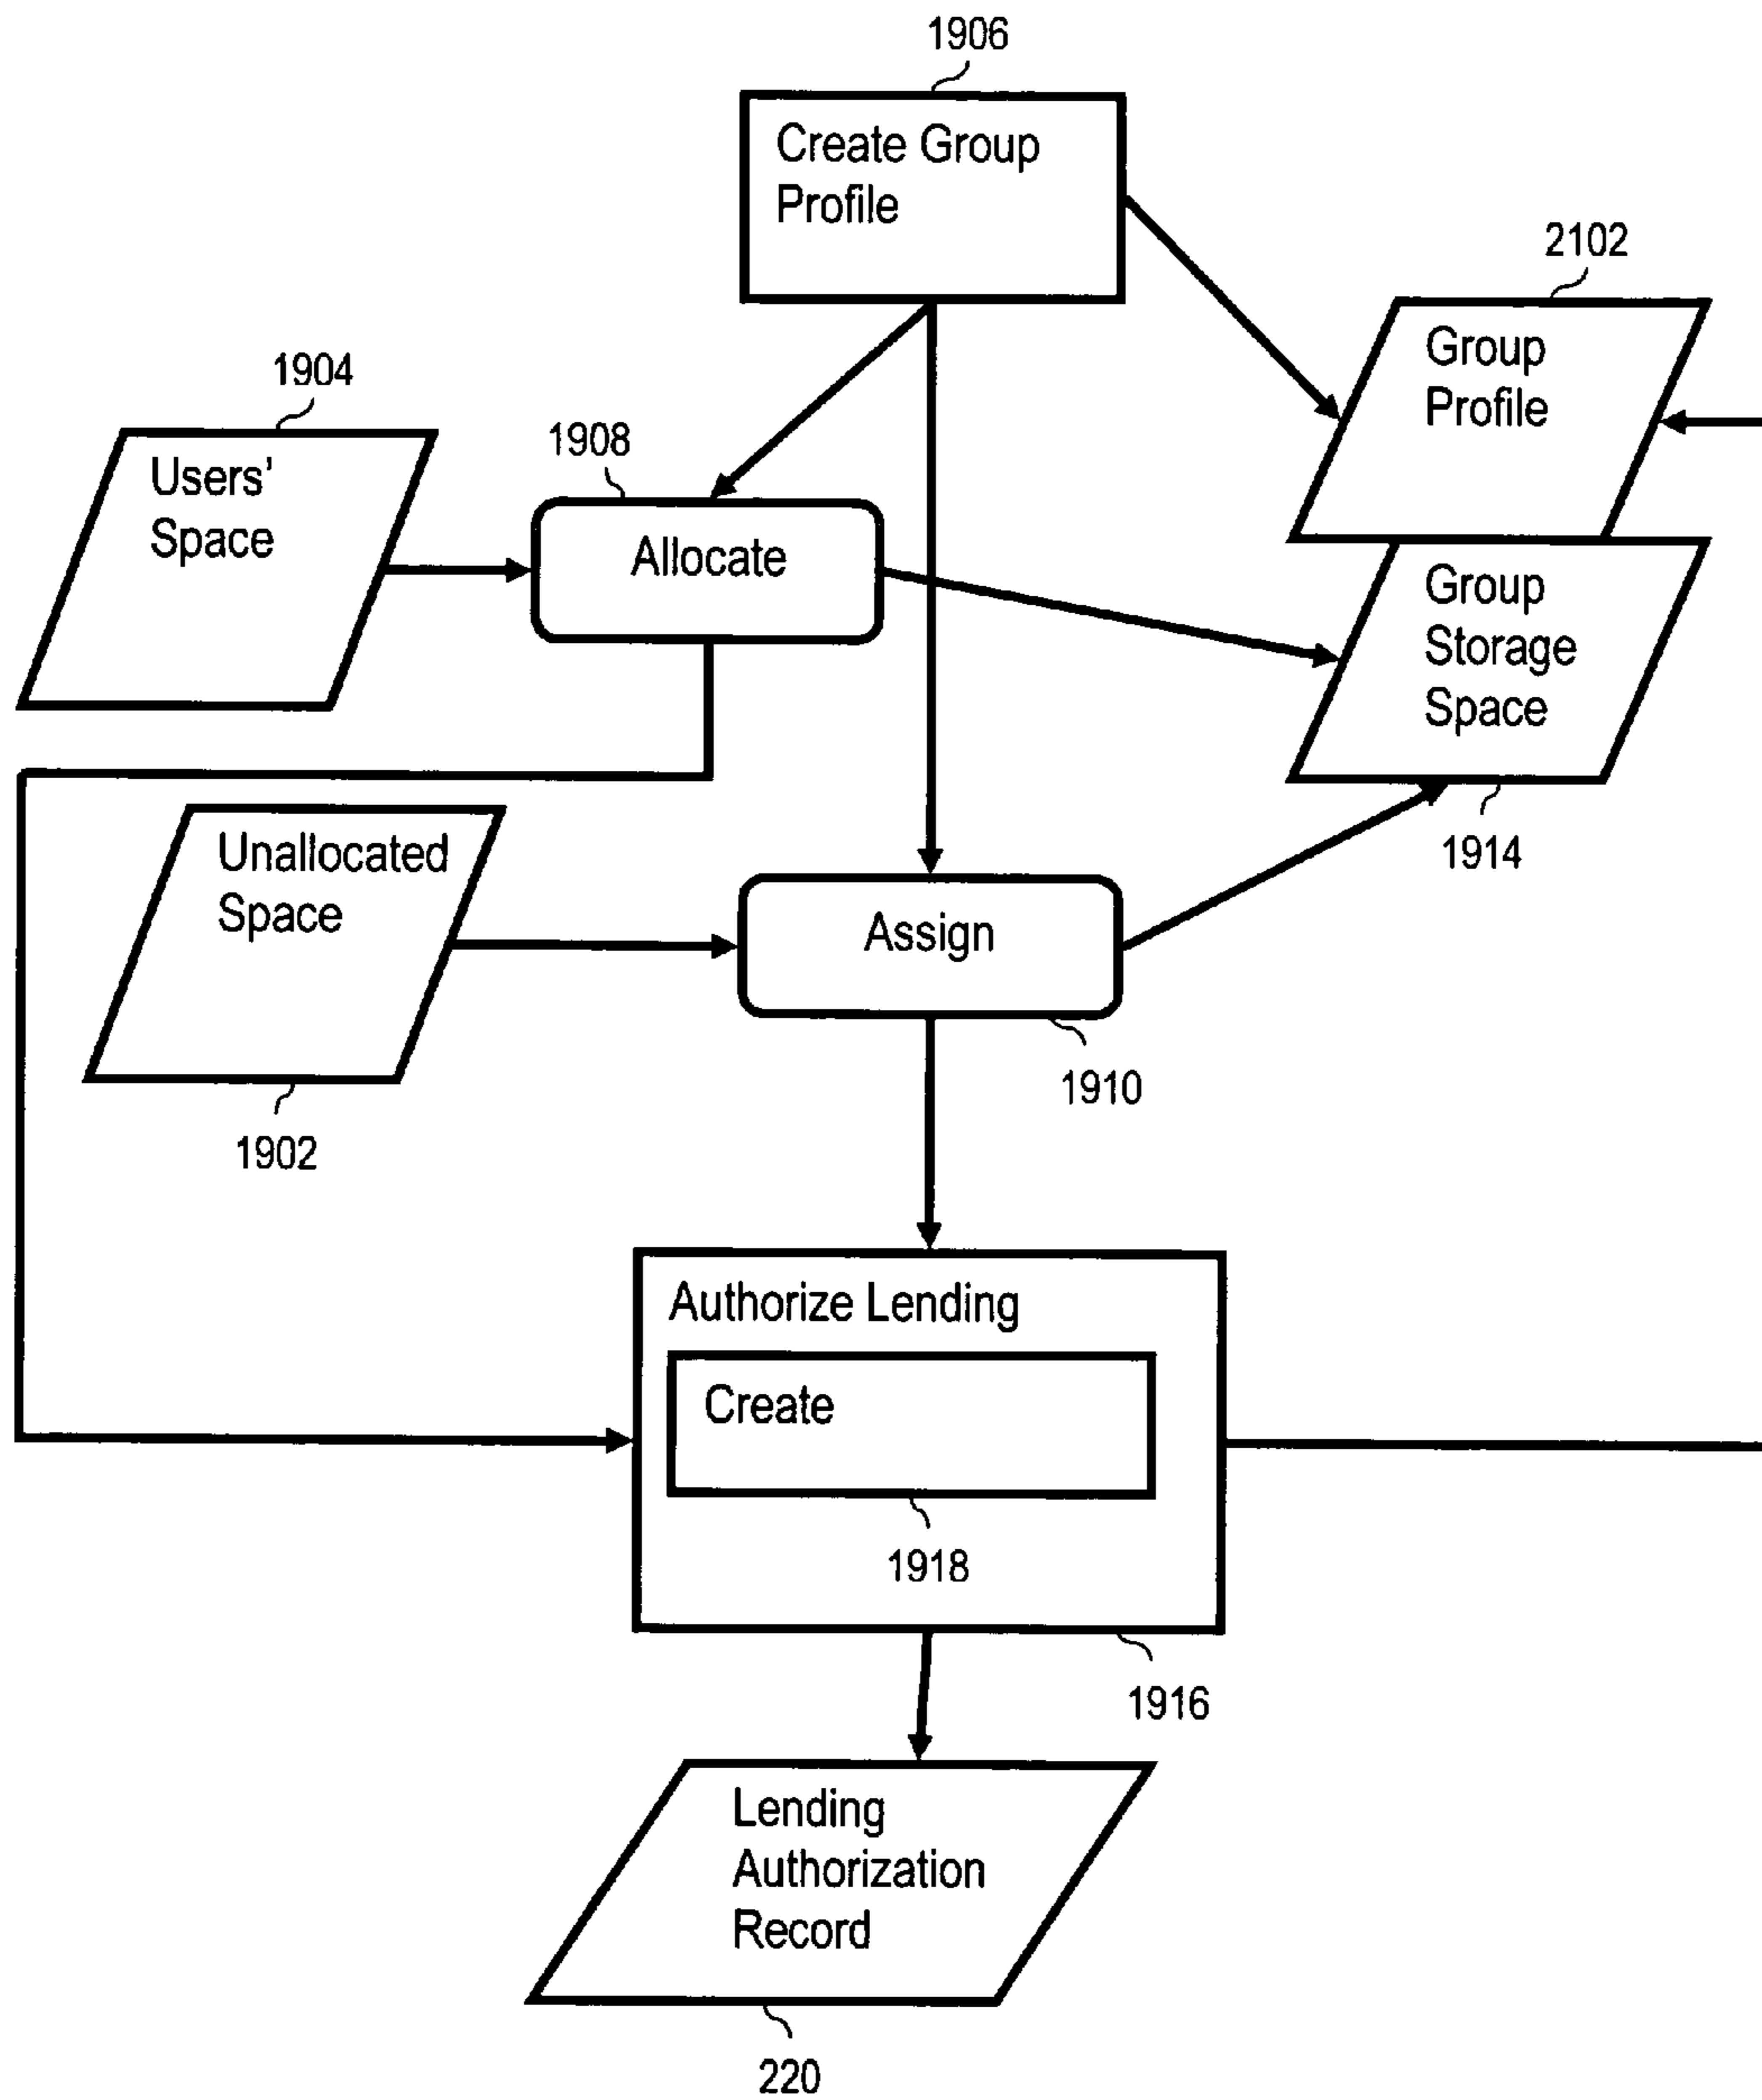 1906
Create Group
Profile
2102
Group
Profile
1904
Users'
Space
1908
Allocate
Group
Storage
Space
1914
Unallocated
Space
1902
Assign
1910
Authorize Lending
Create
1918
1916
Lending
Authorization
Record
220